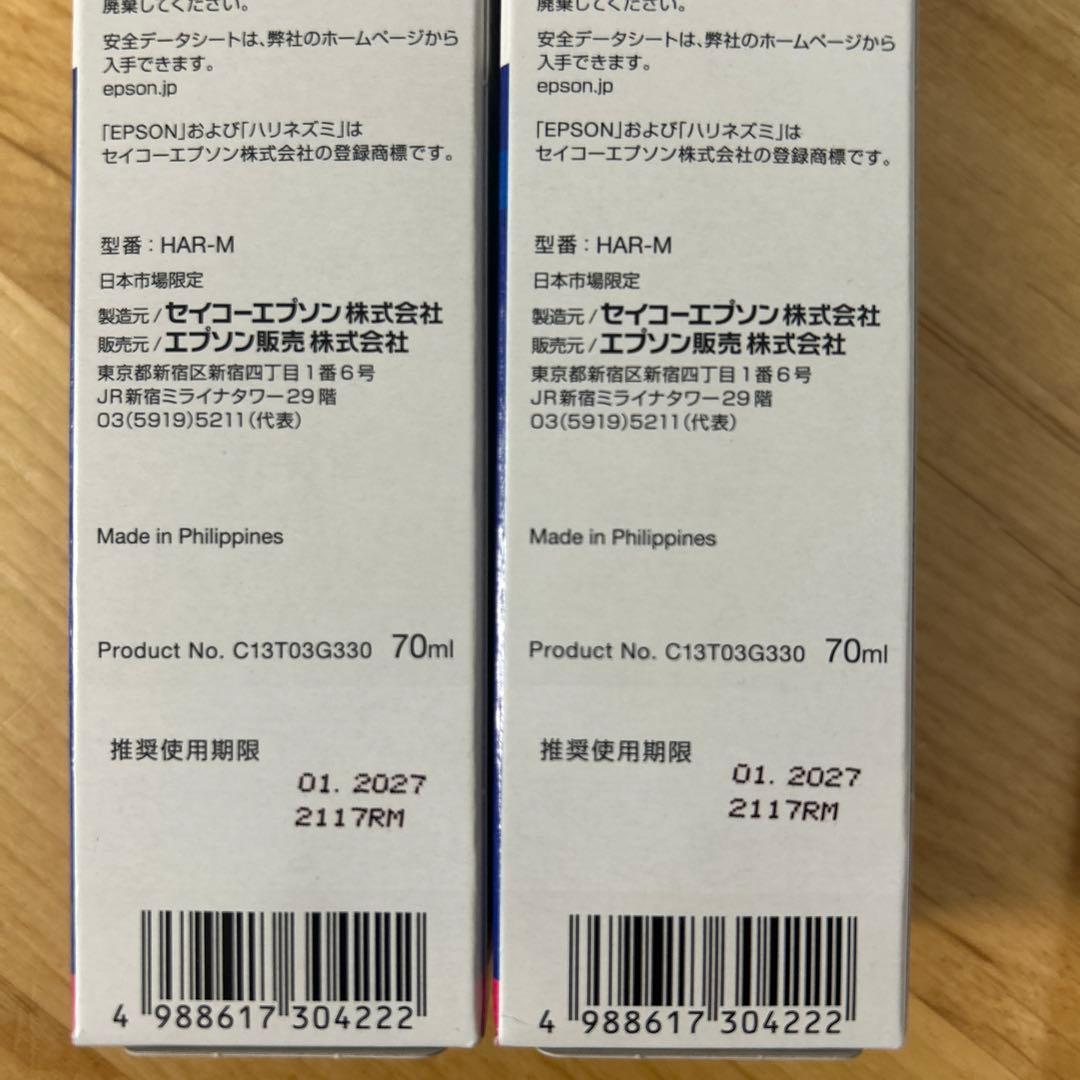 廃棄してください。
安全データシートは、弊社のホームページから
入手できます。
epson.jp
「EPSON」および「ハリネズミ」は
セイコーエプソン株式会社の登録商標です。
型番：HAR-M
日本市場限定
製造元/セイコーエプソン株式会社
販売元/エプソン販売株式会社
東京都新宿区新宿四丁目1番6号
JR新宿ミライナタワー29階
03(5919)5211(代表)
Made in Philippines
Product No. C13T03G330 70ml
推奨使用期限
01. 2027
2117RM
4 988617 304222
廃棄してください。
安全データシートは、弊社のホームページから
入手できます。
epson.jp
「EPSON」および「ハリネズミ」は
セイコーエプソン株式会社の登録商標です。
型番：HAR-M
日本市場限定
製造元/セイコーエプソン株式会社
販売元/エプソン販売株式会社
東京都新宿区新宿四丁目1番6号
JR新宿ミライナタワー29階
03(5919)5211(代表)
Made in Philippines
Product No. C13T03G330 70ml
推奨使用期限
01. 2027
2117RM
4 988617 304222